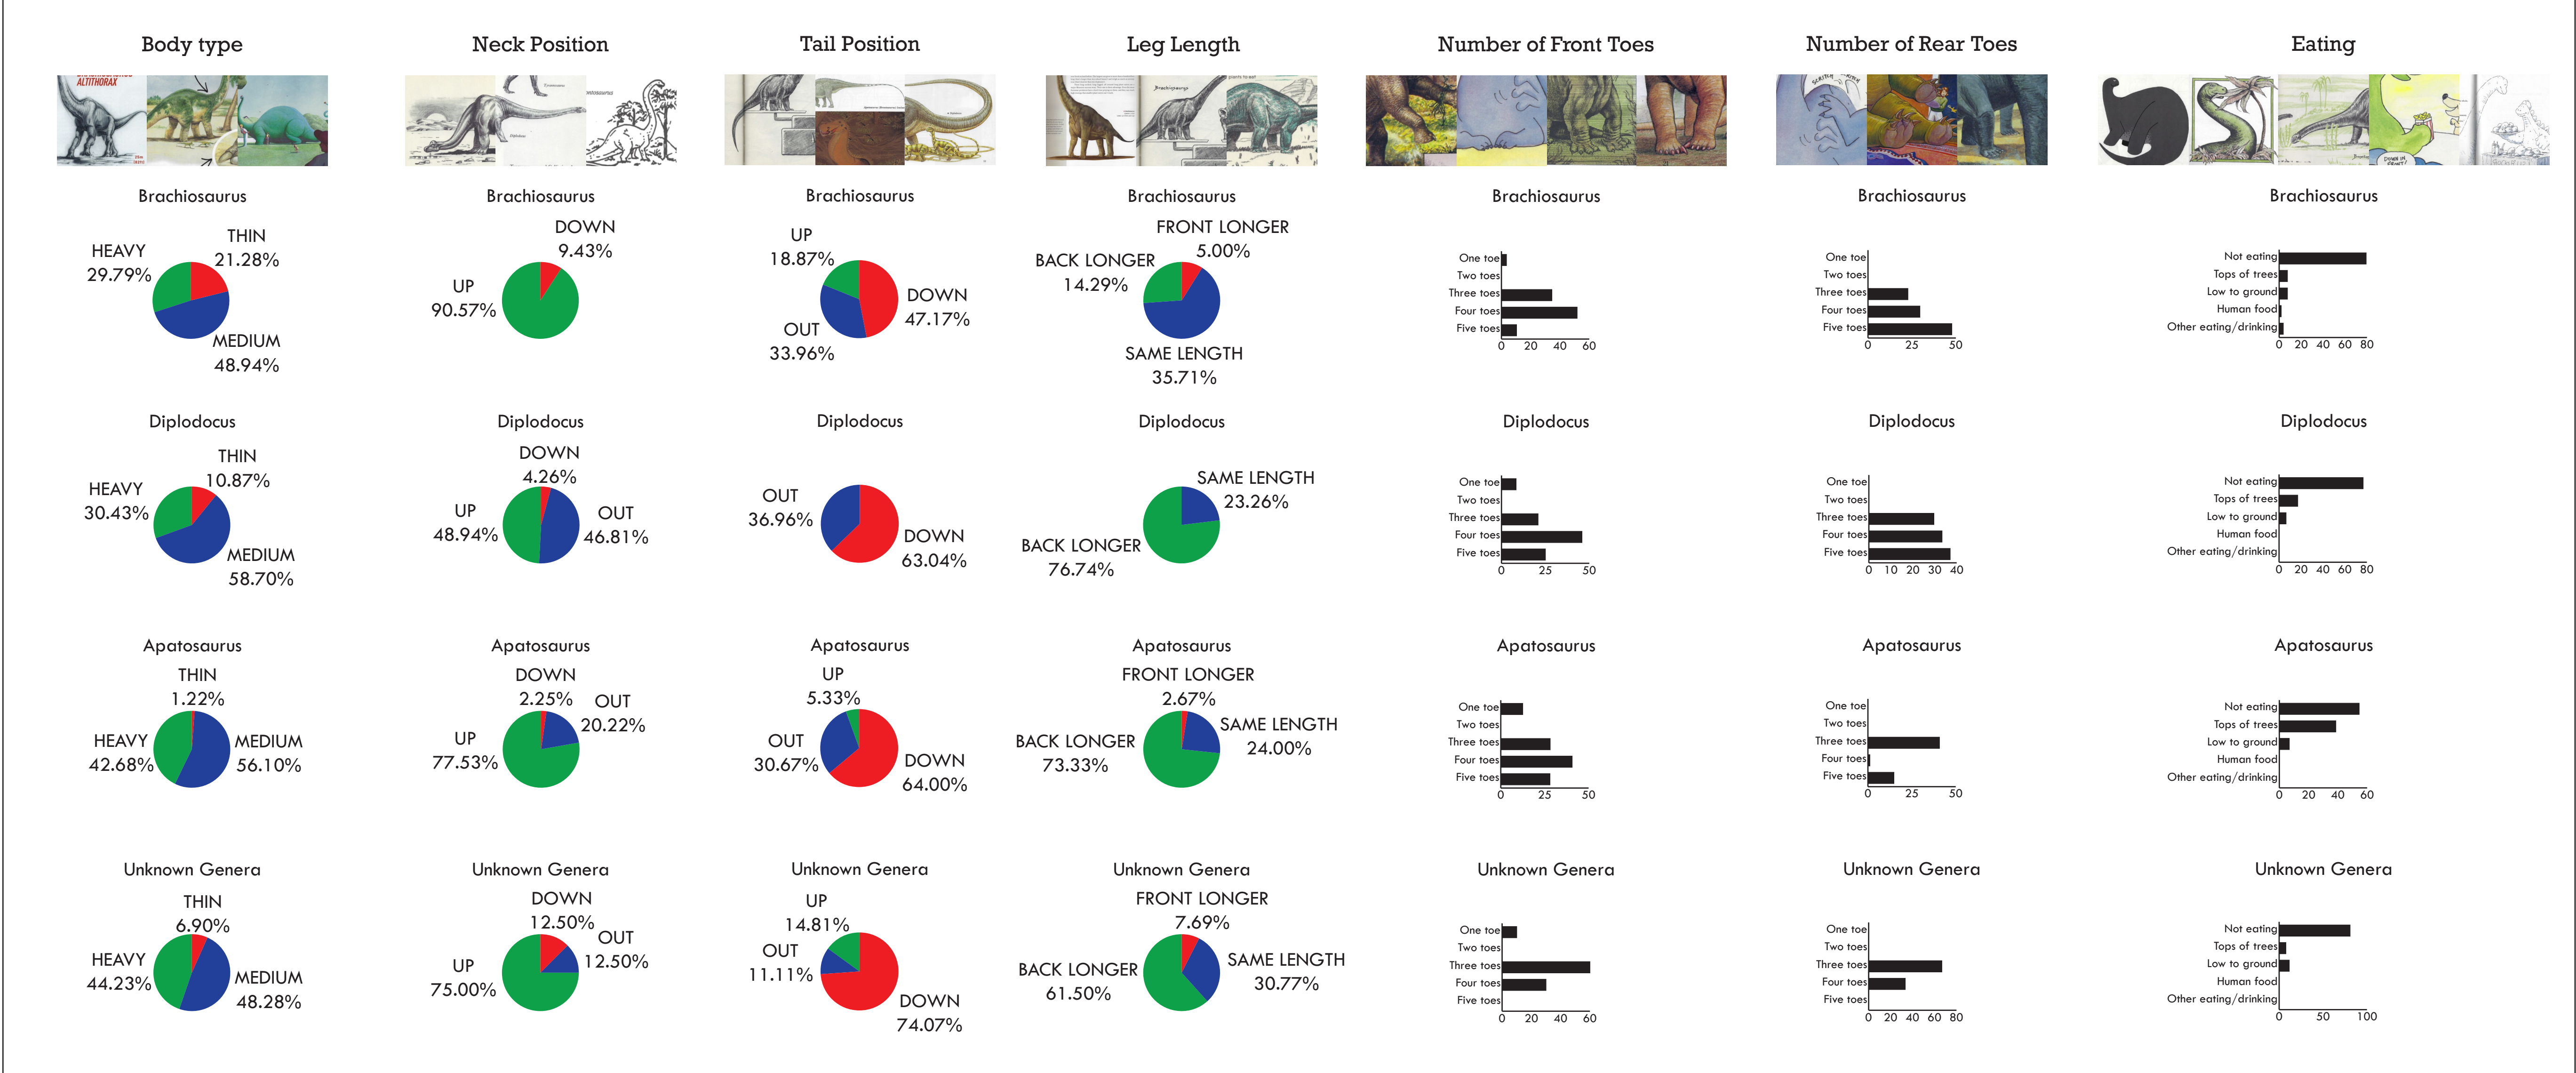 Body type
Neck Position
Tail Position
Leg Length
Number of Front Toes
Number of Rear Toes
Eating
ALTITHORAX
Diplodocus
Brachiosaurus
DOWN IN
Brachiosaurus
THIN
21.28%
HEAVY
29.79%
MEDIUM
48.94%
Brachiosaurus
DOWN
9.43%
UP
90.57%
Brachiosaurus
UP
18.87%
DOWN
47.17%
OUT
33.96%
Brachiosaurus
FRONT LONGER
5.00%
BACK LONGER
14.29%
SAME LENGTH
35.71%
Brachiosaurus
One toe
Two toes
Three toes
Four toes
Five toes
0 20 40 60
Brachiosaurus
One toe
Two toes
Three toes
Four toes
Five toes
0 25 50
Brachiosaurus
Not eating
Tops of trees
Low to ground
Human food
Other eating/drinking
0 20 40 60 80
Diplodocus
THIN
10.87%
HEAVY
30.43%
MEDIUM
58.70%
Diplodocus
DOWN
4.26%
UP
48.94%
OUT
46.81%
Diplodocus
OUT
36.96%
DOWN
63.04%
Diplodocus
SAME LENGTH
23.26%
BACK LONGER
76.74%
Diplodocus
One toe
Two toes
Three toes
Four toes
Five toes
0 25 50
Diplodocus
One toe
Two toes
Three toes
Four toes
Five toes
0 10 20 30 40
Diplodocus
Not eating
Tops of trees
Low to ground
Human food
Other eating/drinking
0 20 40 60 80
Apatosaurus
THIN
1.22%
HEAVY
42.68%
MEDIUM
56.10%
Apatosaurus
DOWN
2.25%
OUT
20.22%
UP
77.53%
Apatosaurus
UP
5.33%
OUT
30.67%
DOWN
64.00%
Apatosaurus
FRONT LONGER
2.67%
SAME LENGTH
24.00%
BACK LONGER
73.33%
Apatosaurus
One toe
Two toes
Three toes
Four toes
Five toes
0 25 50
Apatosaurus
One toe
Two toes
Three toes
Four toes
Five toes
0 25 50
Apatosaurus
Not eating
Tops of trees
Low to ground
Human food
Other eating/drinking
0 20 40 60
Unknown Genera
THIN
6.90%
HEAVY
44.23%
MEDIUM
48.28%
Unknown Genera
DOWN
12.50%
OUT
12.50%
UP
75.00%
Unknown Genera
UP
14.81%
OUT
11.11%
DOWN
74.07%
Unknown Genera
FRONT LONGER
7.69%
SAME LENGTH
30.77%
BACK LONGER
61.50%
Unknown Genera
One toe
Two toes
Three toes
Four toes
Five toes
0 20 40 60
Unknown Genera
One toe
Two toes
Three toes
Four toes
Five toes
0 20 40 60 80
Unknown Genera
Not eating
Tops of trees
Low to ground
Human food
Other eating/drinking
0 50 100